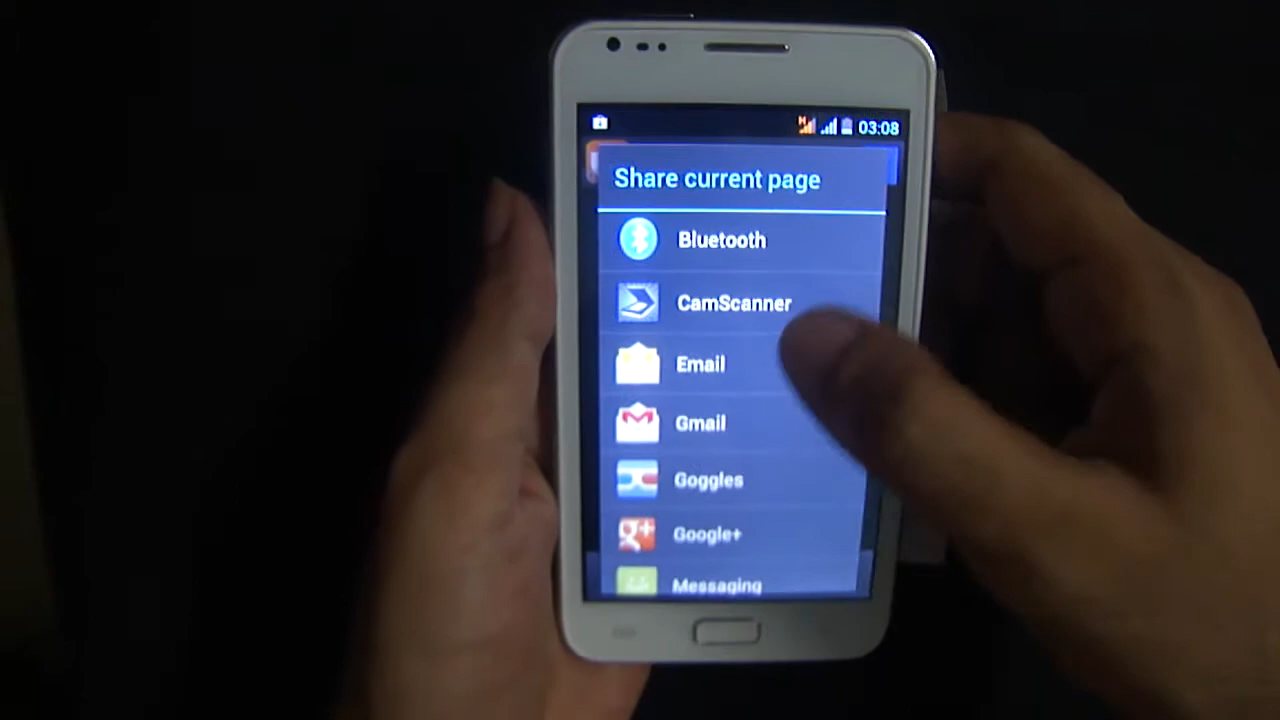 H
03:08
Share current page
Bluetooth
CamScanner
Email
Gmail
Goggles
g+
Google+
Messaging